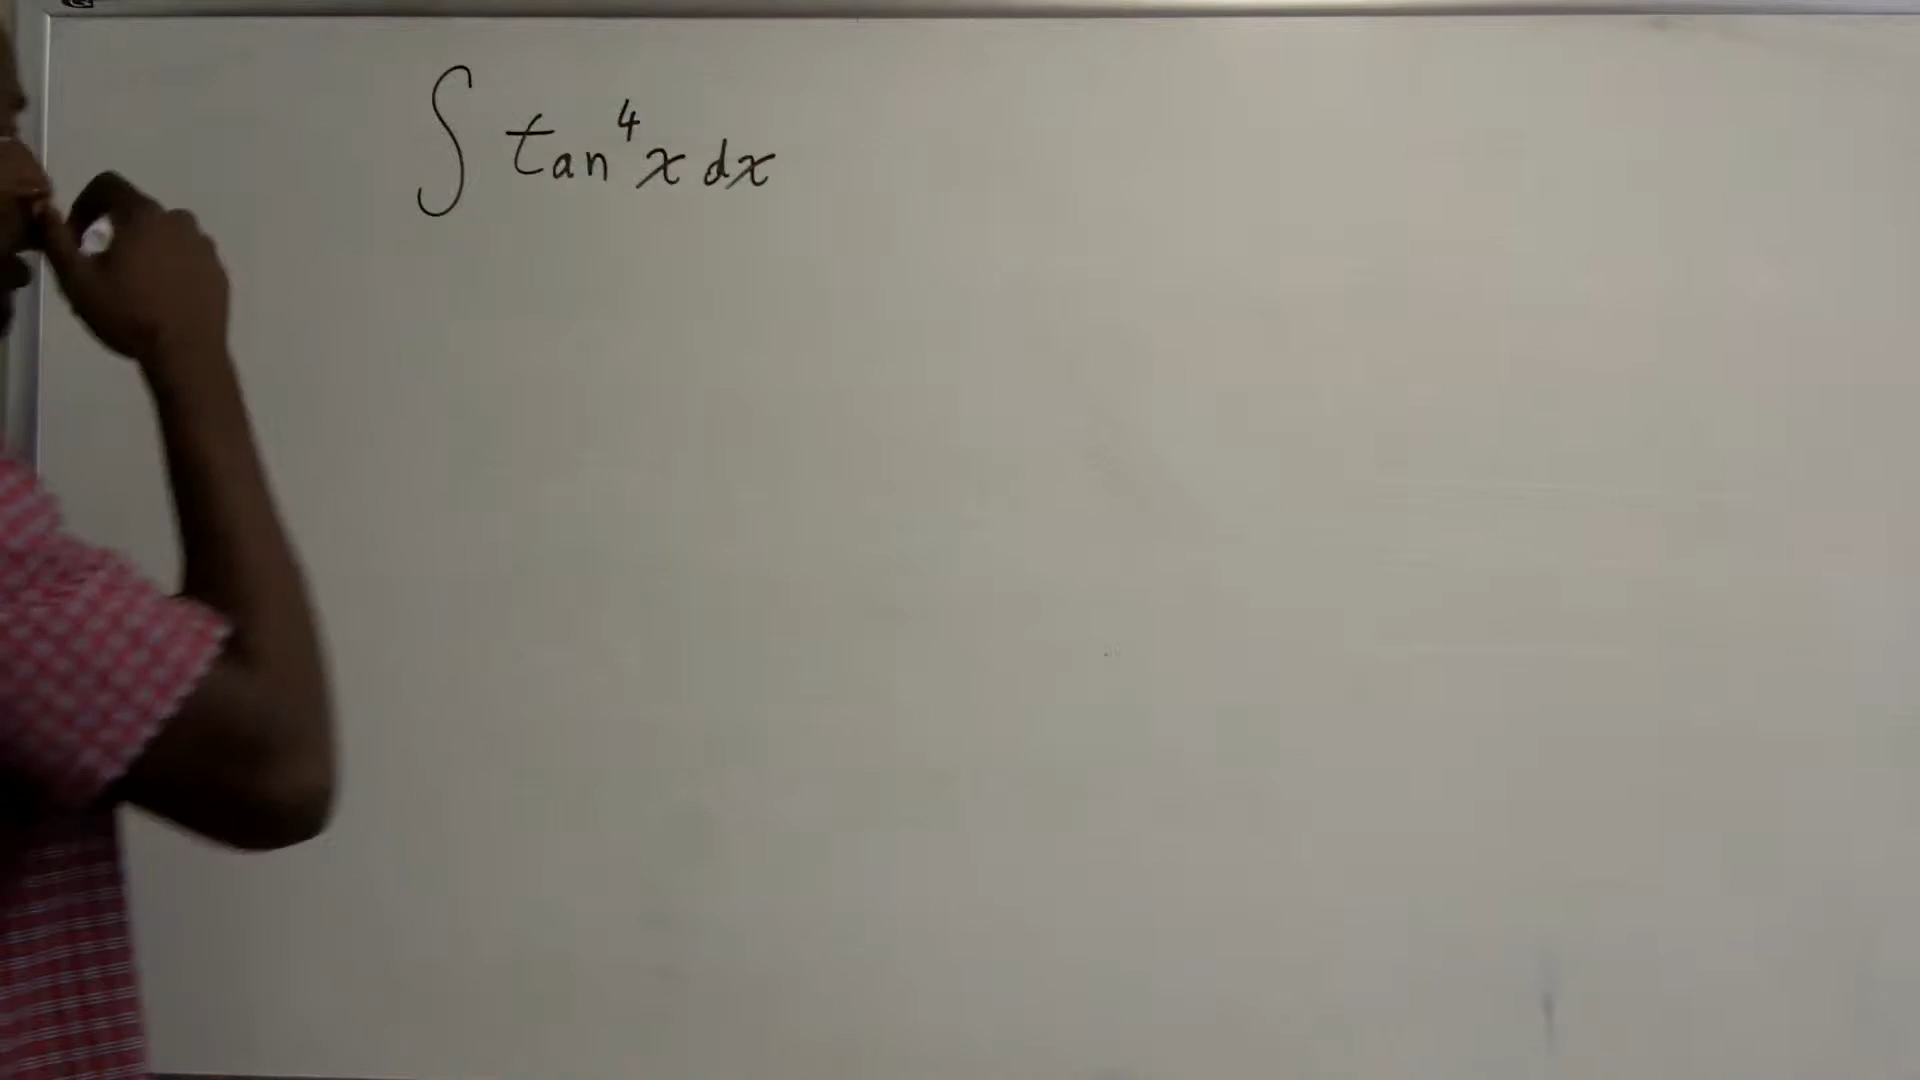 ∫ tan⁴x dx